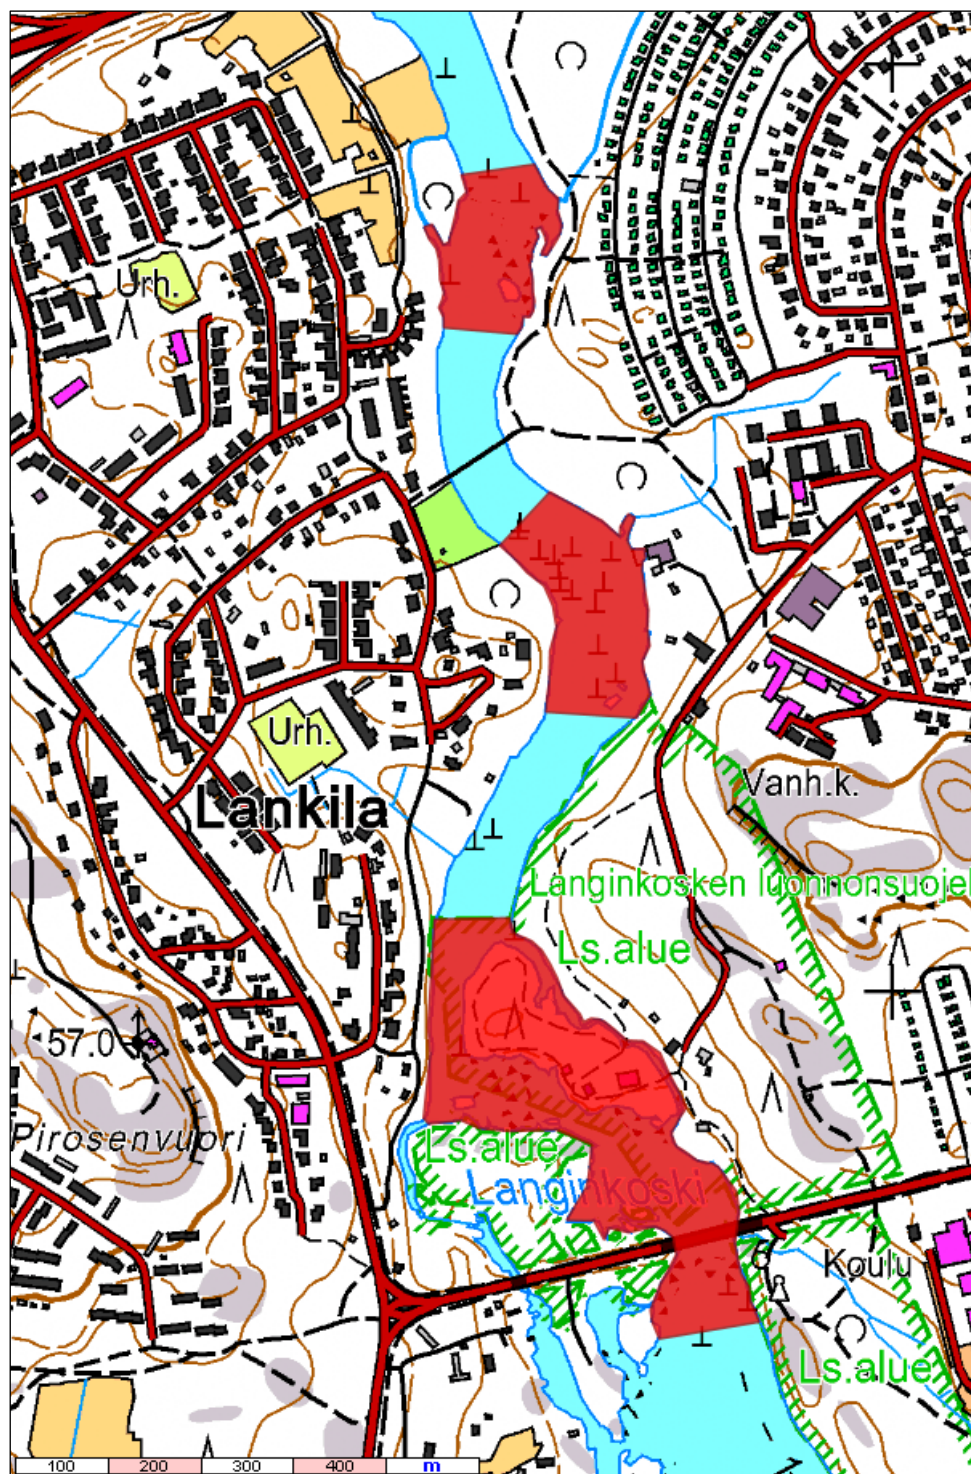 Urh.
Urh.
Lankila
Vanh.k.
Langinkosken luonnonsuojel
Ls.alue
57.0
Pirosenvuori
Ls.alue
Langinkoski
Koulu
Ls.alue
100 200 300 400 m